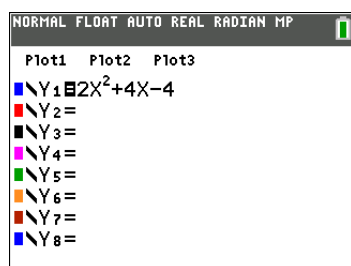 NORMAL FLOAT AUTO REAL RADIAN MP
Plot1 Plot2 Plot3
\Y₁=2X²+4X-4
\Y₂=
\Y₃=
\Y₄=
\Y₅=
\Y₆=
\Y₇=
\Y₈=